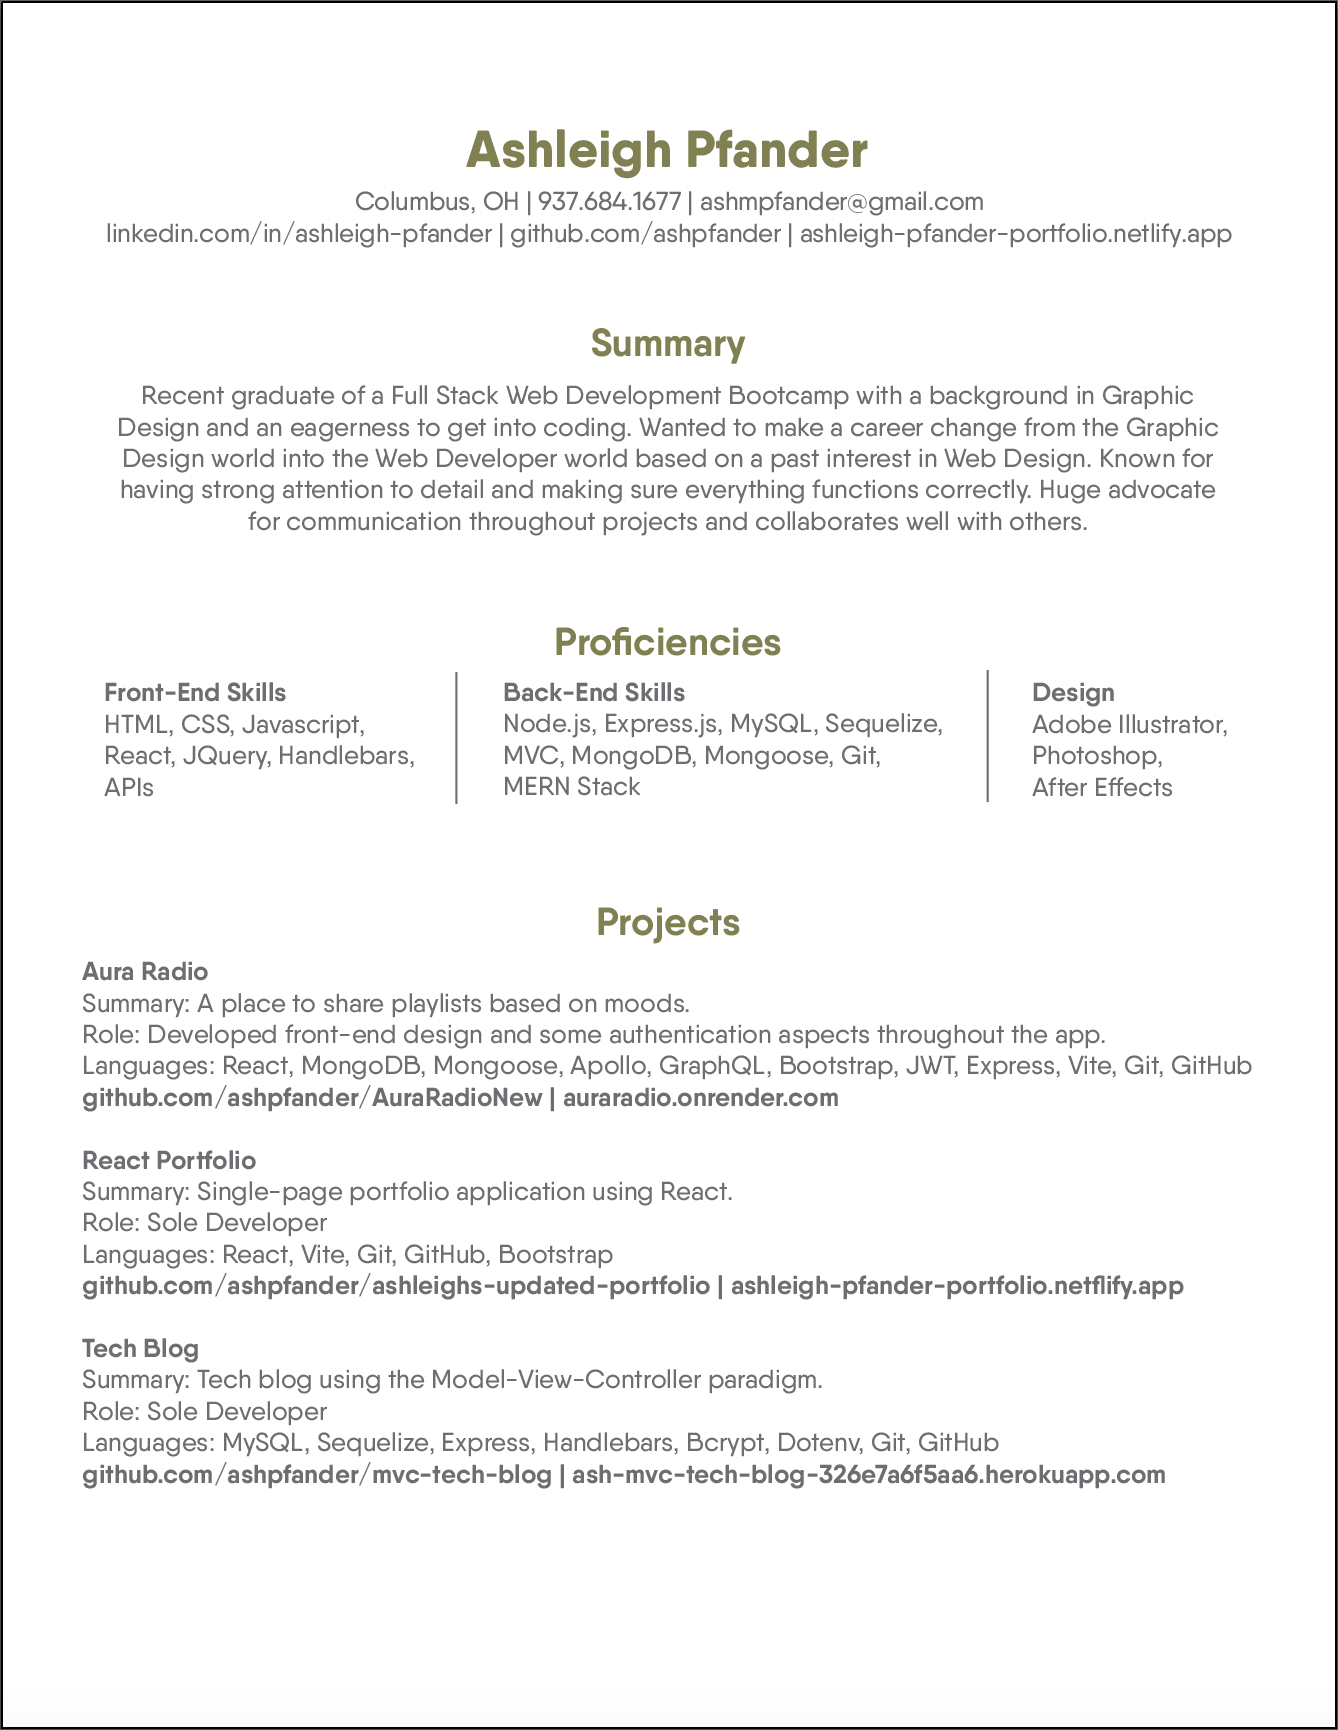 Ashleigh Pfander
Columbus, OH | 937.684.1677 | ashmpfander@gmail.com
linkedin.com/in/ashleigh-pfander | github.com/ashpfander | ashleigh-pfander-portfolio.netlify.app
Summary
Recent graduate of a Full Stack Web Development Bootcamp with a background in Graphic
Design and an eagerness to get into coding. Wanted to make a career change from the Graphic
Design world into the Web Developer world based on a past interest in Web Design. Known for
having strong attention to detail and making sure everything functions correctly. Huge advocate
for communication throughout projects and collaborates well with others.
Proficiencies
Front-End Skills
HTML, CSS, Javascript,
React, JQuery, Handlebars,
APIs
Back-End Skills
Node.js, Express.js, MySQL, Sequelize,
MVC, MongoDB, Mongoose, Git,
MERN Stack
Design
Adobe Illustrator,
Photoshop,
After Effects
Projects
Aura Radio
Summary: A place to share playlists based on moods.
Role: Developed front-end design and some authentication aspects throughout the app.
Languages: React, MongoDB, Mongoose, Apollo, GraphQL, Bootstrap, JWT, Express, Vite, Git, GitHub
github.com/ashpfander/AuraRadioNew | auraradio.onrender.com
React Portfolio
Summary: Single-page portfolio application using React.
Role: Sole Developer
Languages: React, Vite, Git, GitHub, Bootstrap
github.com/ashpfander/ashleighs-updated-portfolio | ashleigh-pfander-portfolio.netflify.app
Tech Blog
Summary: Tech blog using the Model-View-Controller paradigm.
Role: Sole Developer
Languages: MySQL, Sequelize, Express, Handlebars, Bcrypt, Dotenv, Git, GitHub
github.com/ashpfander/mvc-tech-blog | ash-mvc-tech-blog-326e7a6f5aa6.herokuapp.com